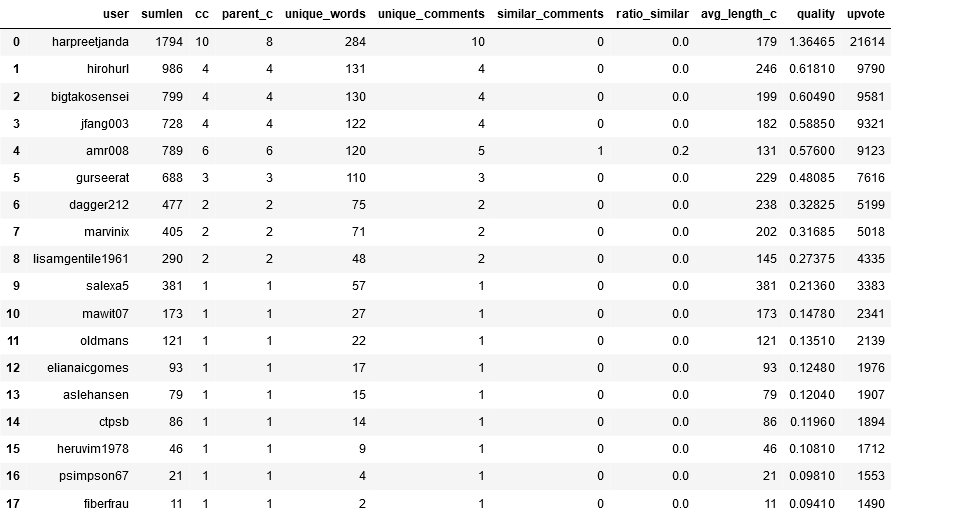 user sumlen cc parent_c unique_words unique_comments similar_comments ratio_similar avg_length_c quality upvote
0 harpreetjanda 1794 10 8 284 10 0 0.0 179 1.36465 21614
1 hirohurl 986 4 4 131 4 0 0.0 246 0.61810 9790
2 bigtakosensei 799 4 4 130 4 0 0.0 199 0.60490 9581
3 jfang003 728 4 4 122 4 0 0.0 182 0.58850 9321
4 amr008 789 6 6 120 5 1 0.2 131 0.57600 9123
5 gurseerat 688 3 3 110 3 0 0.0 229 0.48085 7616
6 dagger212 477 2 2 75 2 0 0.0 238 0.32825 5199
7 marvinix 405 2 2 71 2 0 0.0 202 0.31685 5018
8 lisamgentile1961 290 2 2 48 2 0 0.0 145 0.27375 4335
9 salexa5 381 1 1 57 1 0 0.0 381 0.21360 3383
10 mawit07 173 1 1 27 1 0 0.0 173 0.14780 2341
11 oldmans 121 1 1 22 1 0 0.0 121 0.13510 2139
12 elianaicgomes 93 1 1 17 1 0 0.0 93 0.12480 1976
13 aslehansen 79 1 1 15 1 0 0.0 79 0.12040 1907
14 ctpsb 86 1 1 14 1 0 0.0 86 0.11960 1894
15 heruvim1978 46 1 1 9 1 0 0.0 46 0.10810 1712
16 psimpson67 21 1 1 4 1 0 0.0 21 0.09810 1553
17 fiberfrau 11 1 1 2 1 0 0.0 11 0.09410 1490